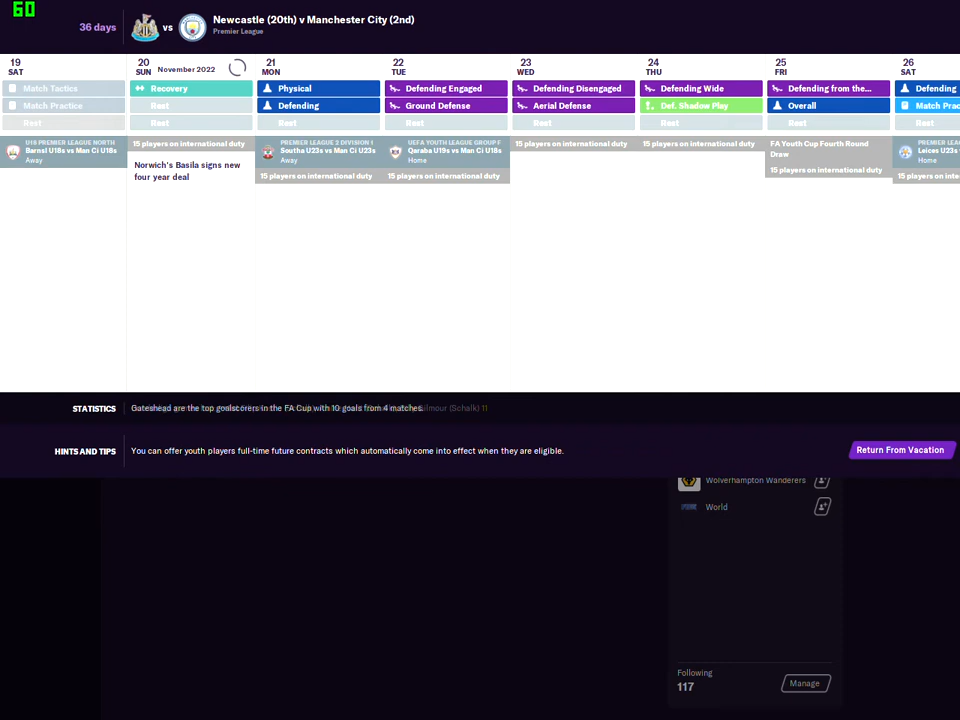 60
36 days
vs
Newcastle (20th) v Manchester City (2nd)
Premier League
19
SAT
20
SUN November 2022
21
MON
22
TUE
23
WED
24
THU
25
FRI
26
SAT
Match Tactics
Recovery
Physical
Defending Engaged
Defending Disengaged
Defending Wide
Defending from the...
Defending
Match Practice
Rest
Defending
Ground Defense
Aerial Defense
Def. Shadow Play
Overall
Match Prac
Rest
Rest
Rest
Rest
Rest
Rest
Rest
Rest
U18 PREMIER LEAGUE NORTH
Barnsl U18s vs Man Ci U18s
Away
15 players on international duty
Norwich's Basila signs new
four year deal
PREMIER LEAGUE 2 DIVISION 1
Southa U23s vs Man Ci U23s
Away
15 players on international duty
UEFA YOUTH LEAGUE GROUP F
Qaraba U19s vs Man Ci U18s
Home
15 players on international duty
15 players on international duty
15 players on international duty
FA Youth Cup Fourth Round
Draw
15 players on international duty
PREMIER LEA
Leices U23s
Home
15 players on inte
STATISTICS
Gateshead are the top goalscorers in the FA Cup with 10 goals from 4 matches.
Gilmour (Schalk) 11
HINTS AND TIPS
You can offer youth players full-time future contracts which automatically come into effect when they are eligible.
Return From Vacation
Wolverhampton Wanderers
World
Following
117
Manage